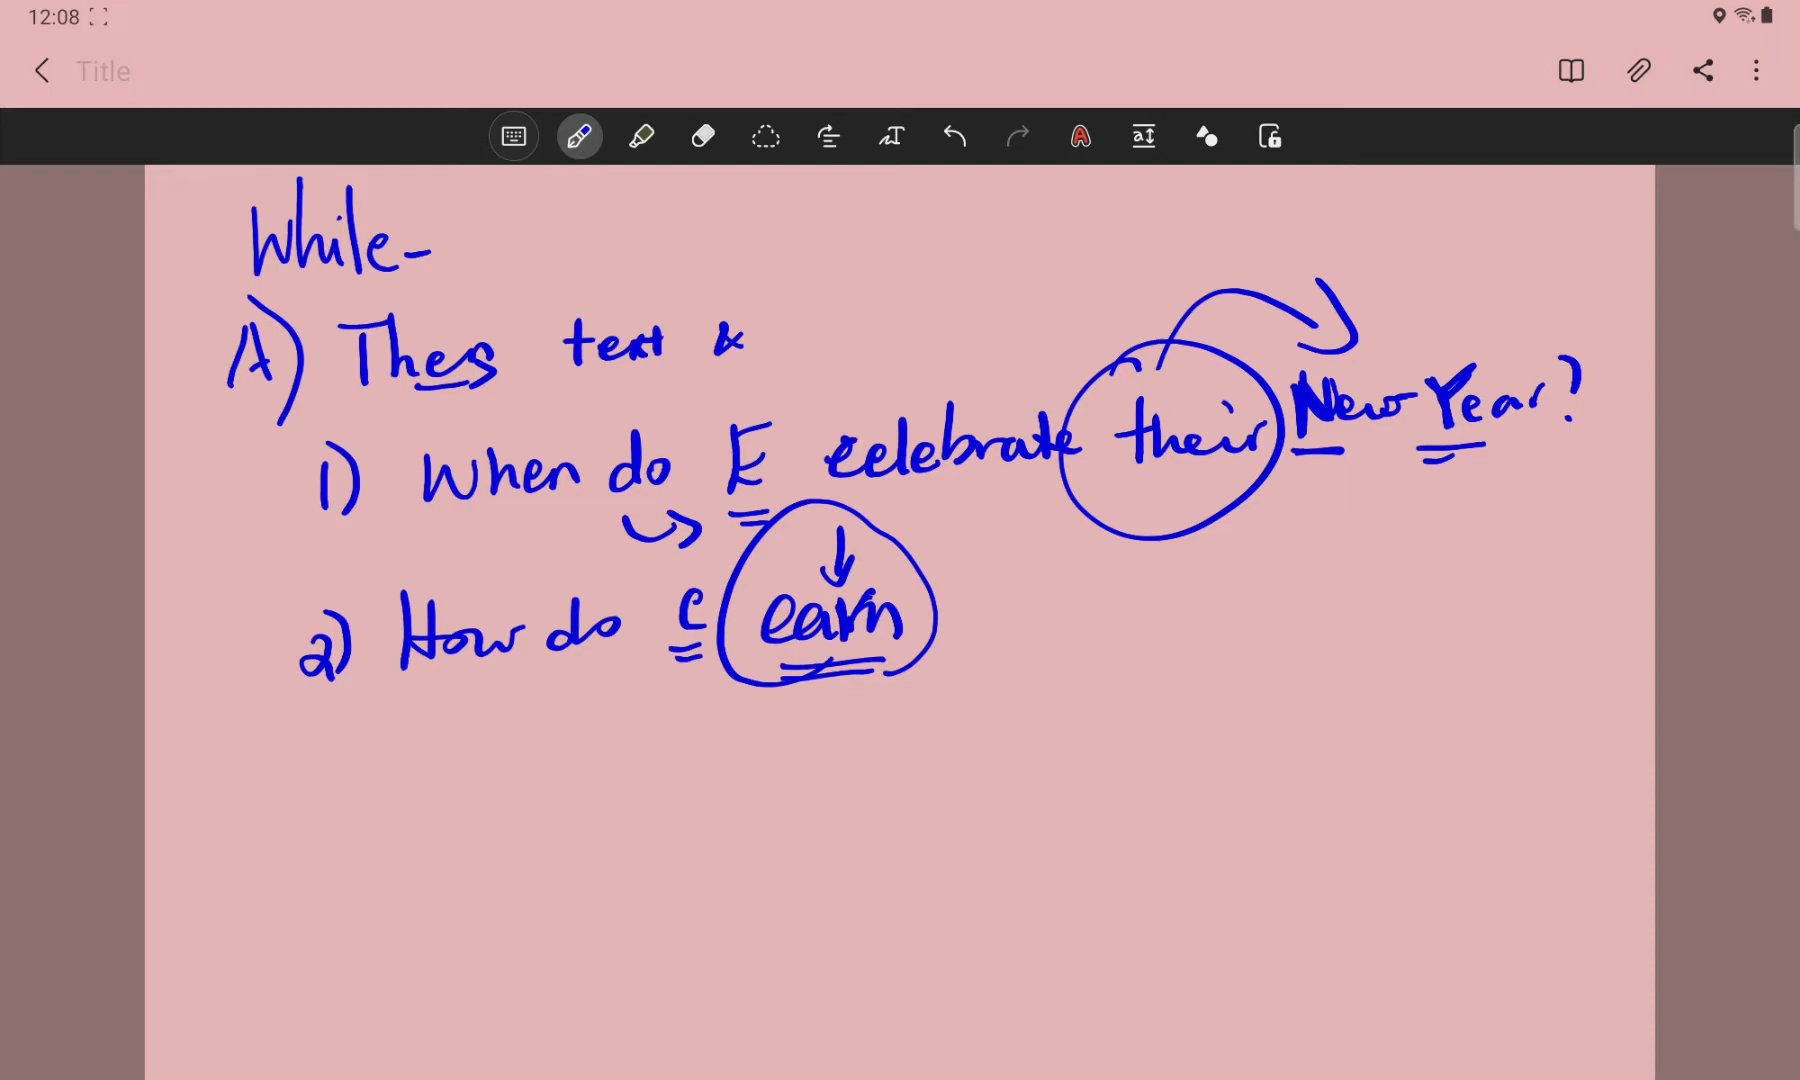 12:08
Title
While-
A) Thes text &
1) When do E celebrate their New Year?
2) How do e earn